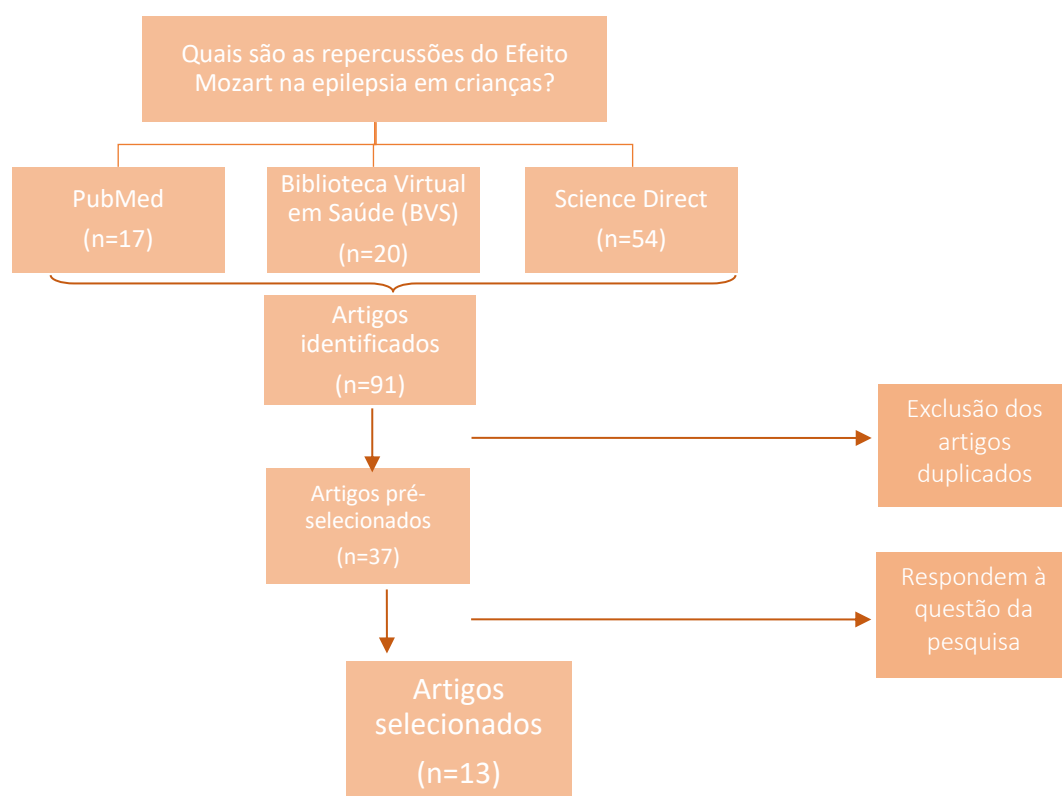 Quais são as repercussões do Efeito
Mozart na epilepsia em crianças?
PubMed
(n=17)
Biblioteca Virtual
em Saúde (BVS)
(n=20)
Science Direct
(n=54)
Artigos
identificados
(n=91)
Exclusão dos
artigos
duplicados
Artigos pré-
selecionados
(n=37)
Respondem à
questão da
pesquisa
Artigos
selecionados
(n=13)